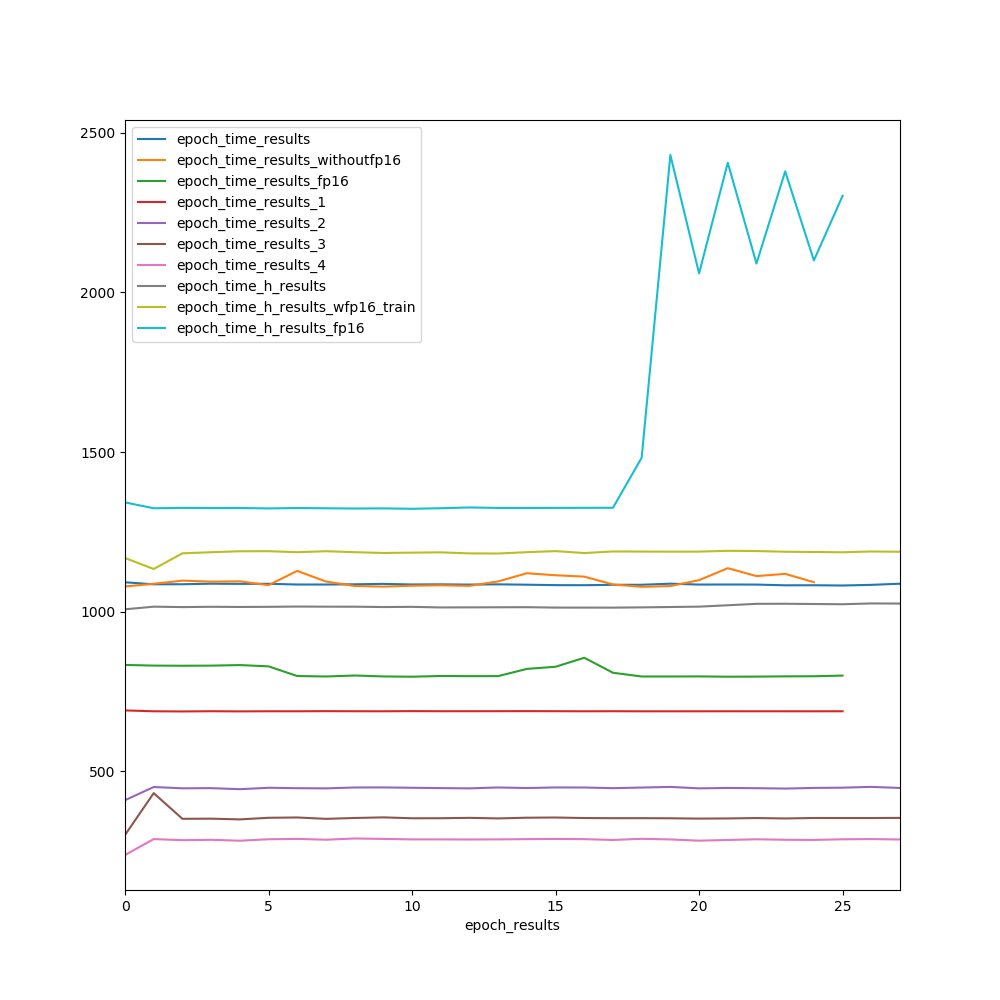 2500
2000
1500
1000
500
epoch_time_results
epoch_time_results_withoutfp16
epoch_time_results_fp16
epoch_time_results_1
epoch_time_results_2
epoch_time_results_3
epoch_time_results_4
epoch_time_h_results
epoch_time_h_results_wfp16_train
epoch_time_h_results_fp16
0 5 10 15 20 25
epoch_results